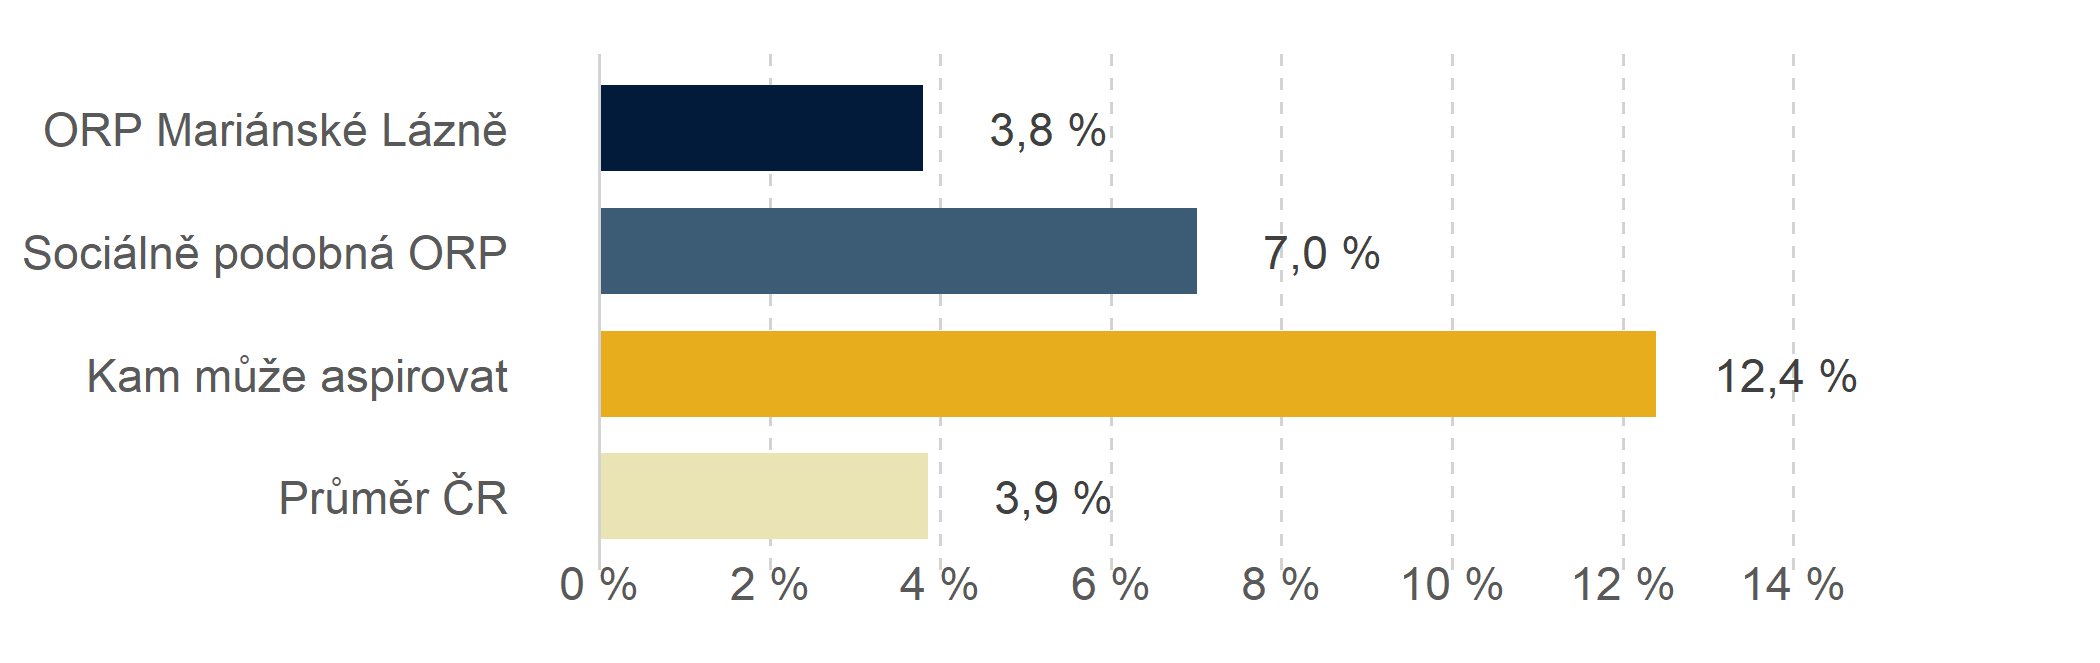 ORP Mariánské Lázně
3,8 %
Sociálně podobná ORP
7,0 %
Kam může aspirovat
12,4 %
Průměr ČR
3,9 %
0 % 2 % 4 % 6 % 8 % 10 % 12 % 14 %